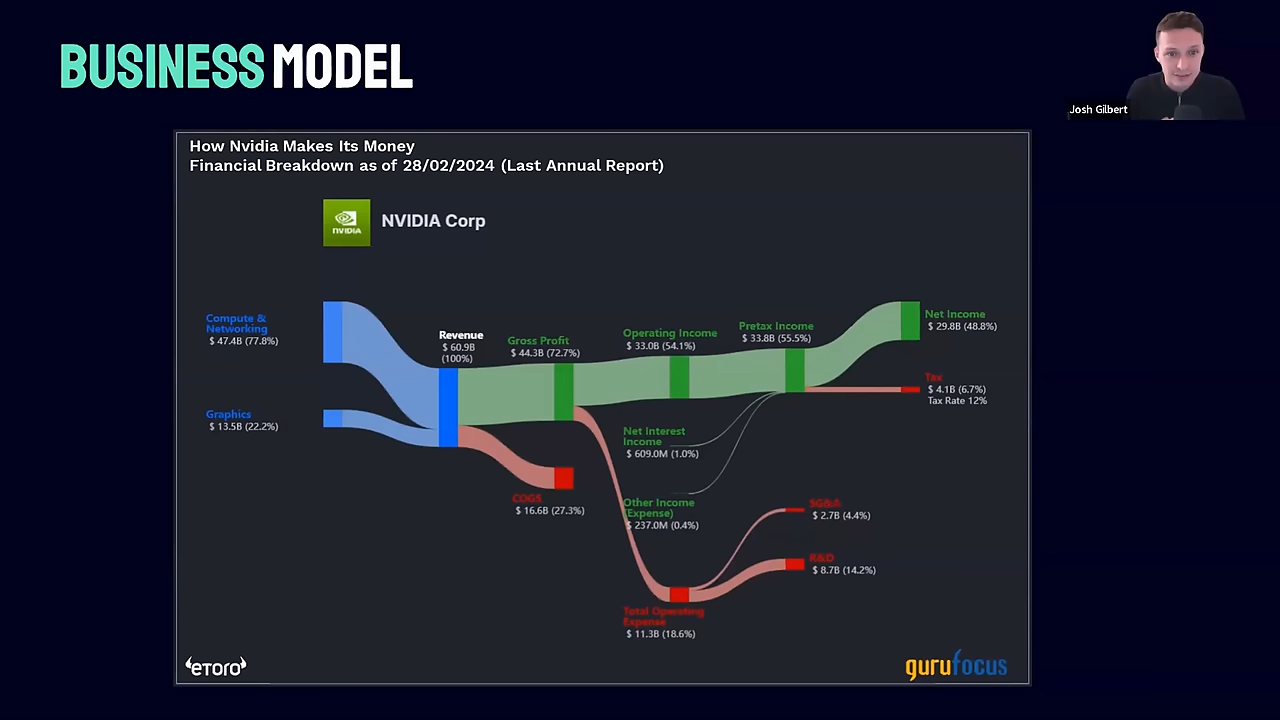 BUSINESS MODEL
Josh Gilbert
How Nvidia Makes Its Money
Financial Breakdown as of 28/02/2024 (Last Annual Report)
NVIDIA
NVIDIA Corp
Compute &
Networking
$ 47.4B (77.8%)
Graphics
$ 13.5B (22.2%)
Revenue
$ 60.9B
(100%)
Gross Profit
$ 44.3B (72.7%)
COGS
$ 16.6B (27.3%)
Operating Income
$ 33.0B (54.1%)
Pretax Income
$ 33.8B (55.5%)
Net Income
$ 29.8B (48.8%)
Tax
$ 4.1B (6.7%)
Tax Rate 12%
Net Interest
Income
$ 609.0M (1.0%)
Other Income
(Expense)
$ 237.0M (0.4%)
SG&A
$ 2.7B (4.4%)
R&D
$ 8.7B (14.2%)
Total Operating
Expense
$ 11.3B (18.6%)
eToro
gurufocus